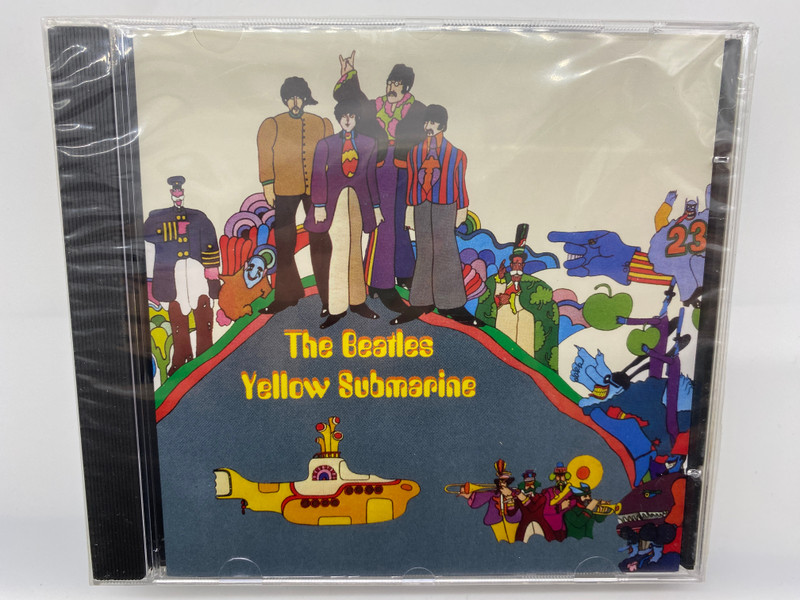 The Beatles
Yellow Submarine
23